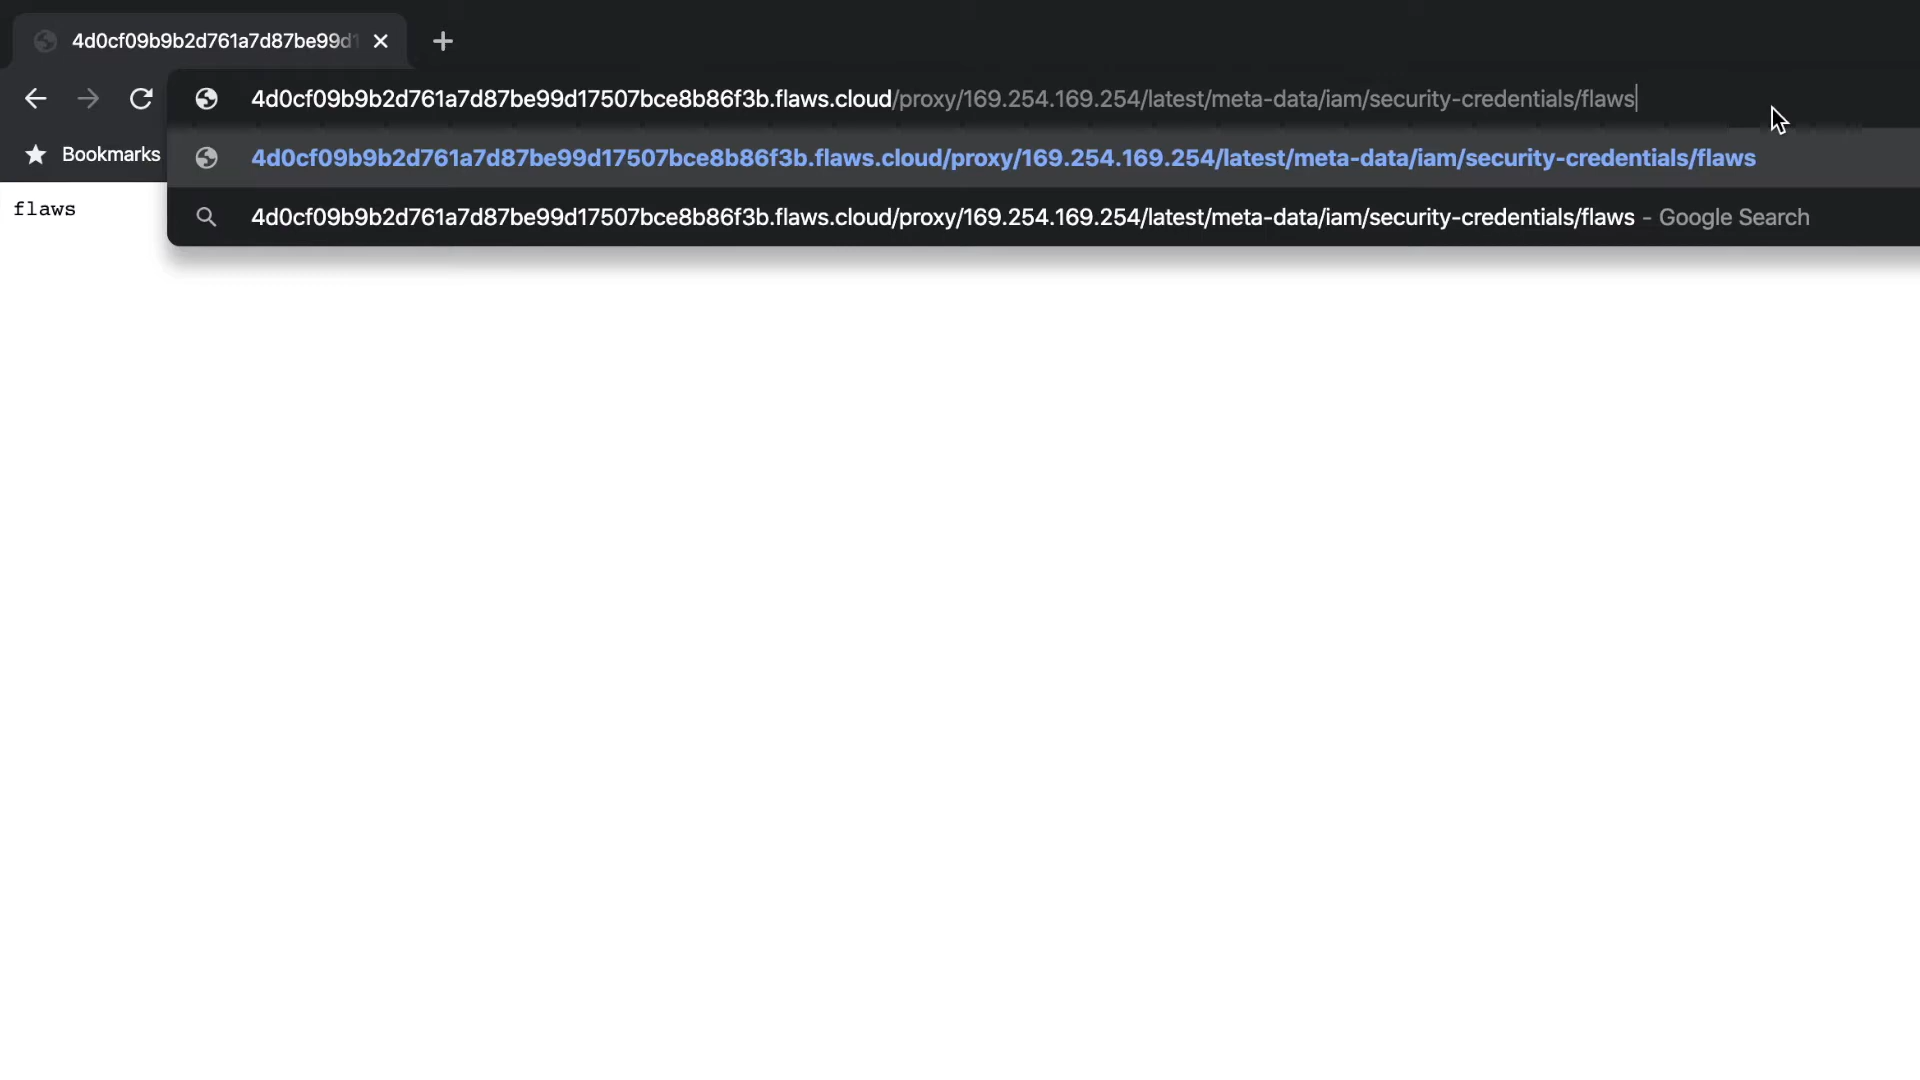 4d0cf09b9b2d761a7d87be99d1
4d0cf09b9b2d761a7d87be99d17507bce8b86f3b.flaws.cloud/proxy/169.254.169.254/latest/meta-data/iam/security-credentials/flaws
Bookmarks
4d0cf09b9b2d761a7d87be99d17507bce8b86f3b.flaws.cloud/proxy/169.254.169.254/latest/meta-data/iam/security-credentials/flaws
flaws
4d0cf09b9b2d761a7d87be99d17507bce8b86f3b.flaws.cloud/proxy/169.254.169.254/latest/meta-data/iam/security-credentials/flaws - Google Search